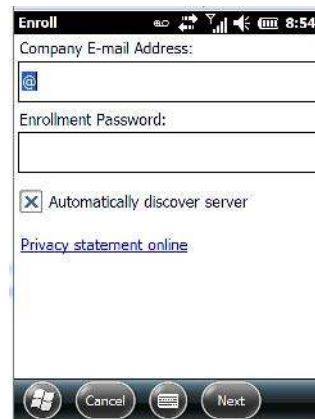 Enroll 8:54
Company E-mail Address:
@
Enrollment Password:
Automatically discover server
Privacy statement online
Cancel Next